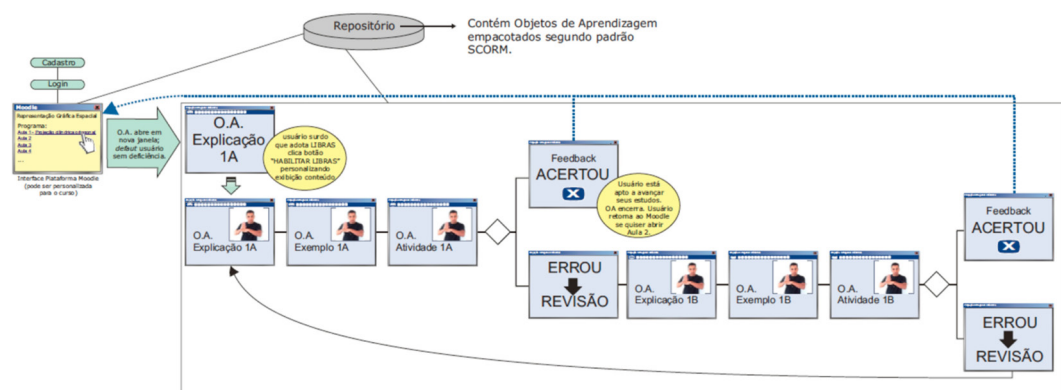 Repositório
Contém Objetos de Aprendizagem
empacotados segundo padrão
SCORM.
Cadastro
Login
Moodle
Representação Gráfica Espacial
Programa:
Aula 2
Aula 3
Aula 4
....
Interface Plataforma Moodle
(pode ser personalizada
para o curso)
O.A. abre em
nova janela;
defaut usuário
sem deficiência.
O.A.
Explicação
1A
usuário surdo
que adota LIBRAS
clica botão
"HABILITAR LIBRAS"
personalizando
exibição conteúdo.
O.A.
Explicação 1A
O.A.
Exemplo 1A
O.A.
Atividade 1A
Feedback
ACERTOU
X
Usuário está
apto a avançar
seus estudos.
OA encerra. Usuário
retorna ao Moodle
se quiser abrir
Aula 2.
ERROU
REVISÃO
O.A.
Explicação 1B
O.A.
Exemplo 1B
O.A.
Atividade 1B
Feedback
ACERTOU
X
ERROU
REVISÃO